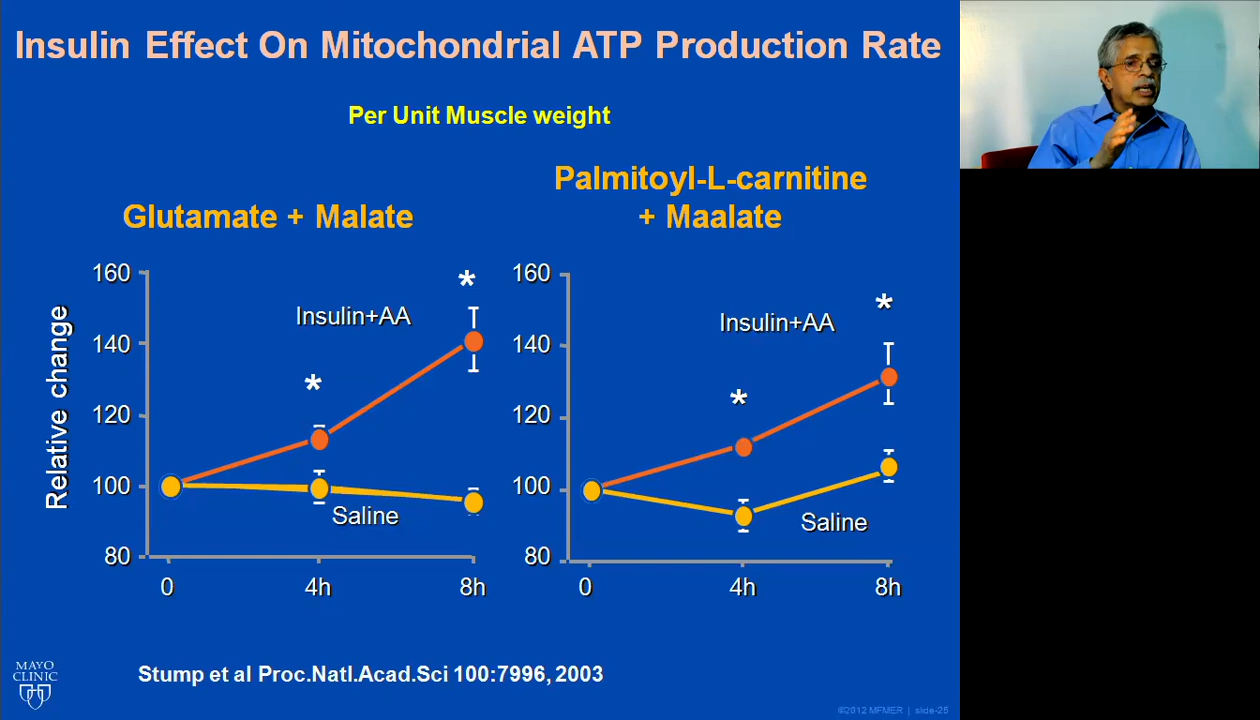 Insulin Effect On Mitochondrial ATP Production Rate
Per Unit Muscle weight
Glutamate + Malate
Relative change
160
140
120
100
80
Insulin+AA
*
*
Saline
0 4h 8h
Palmitoyl-L-carnitine
+ Maalate
160
140
120
100
80
Insulin+AA
*
*
Saline
0 4h 8h
MAYO
CLINIC
Stump et al Proc.Natl.Acad.Sci 100:7996, 2003
©2012 MFMER | slide-25